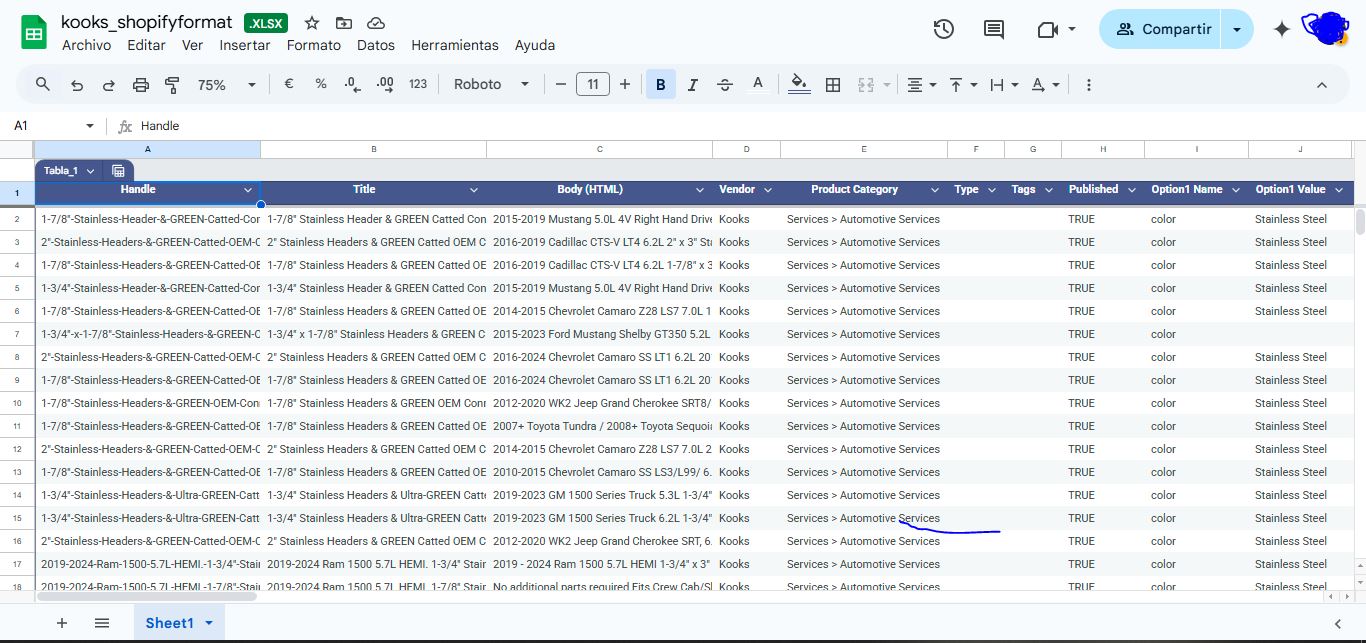 kooks_shopifyformat .XLSX
Archivo Editar Ver Insertar Formato Datos Herramientas Ayuda
Compartir
75% € % .0 .00 123 Roboto 11 B I S A A
A1 fx Handle
A B C D E F G H I J
Tabla_1
1 Handle Title Body (HTML) Vendor Product Category Type Tags Published Option1 Name Option1 Value
2 1-7/8"-Stainless-Header-&-GREEN-Catted-Cor 1-7/8" Stainless Header & GREEN Catted Con 2015-2019 Mustang 5.0L 4V Right Hand Drive Kooks Services > Automotive Services TRUE color Stainless Steel
3 2"-Stainless-Headers-&-GREEN-Catted-OEM-C 2" Stainless Headers & GREEN Catted OEM C 2016-2019 Cadillac CTS-V LT4 6.2L 2" x 3" Sta Kooks Services > Automotive Services TRUE color Stainless Steel
4 1-7/8"-Stainless-Headers-&-GREEN-Catted-OE 1-7/8" Stainless Headers & GREEN Catted OE 2016-2019 Cadillac CTS-V LT4 6.2L 1-7/8" x 3 Kooks Services > Automotive Services TRUE color Stainless Steel
5 1-3/4"-Stainless-Header-&-GREEN-Catted-Cor 1-3/4" Stainless Header & GREEN Catted Con 2015-2019 Mustang 5.0L 4V Right Hand Drive Kooks Services > Automotive Services TRUE color Stainless Steel
6 1-7/8"-Stainless-Headers-&-GREEN-Catted-OE 1-7/8" Stainless Headers & GREEN Catted OE 2014-2015 Chevrolet Camaro Z28 LS7 7.0L 1 Kooks Services > Automotive Services TRUE color Stainless Steel
7 1-3/4"-x-1-7/8"-Stainless-Headers-&-GREEN-C 1-3/4" x 1-7/8" Stainless Headers & GREEN C 2015-2023 Ford Mustang Shelby GT350 5.2L Kooks Services > Automotive Services TRUE color
8 2"-Stainless-Headers-&-GREEN-Catted-OEM-C 2" Stainless Headers & GREEN Catted OEM C 2016-2024 Chevrolet Camaro SS LT1 6.2L 20 Kooks Services > Automotive Services TRUE color Stainless Steel
9 1-7/8"-Stainless-Headers-&-GREEN-Catted-OE 1-7/8" Stainless Headers & GREEN Catted OE 2016-2024 Chevrolet Camaro SS LT1 6.2L 20 Kooks Services > Automotive Services TRUE color Stainless Steel
10 1-7/8"-Stainless-Headers-&-GREEN-OEM-Con 1-7/8" Stainless Headers & GREEN OEM Conr 2012-2020 WK2 Jeep Grand Cherokee SRT8/ Kooks Services > Automotive Services TRUE color Stainless Steel
11 1-7/8"-Stainless-Headers-&-GREEN-Catted-OE 1-7/8" Stainless Headers & GREEN Catted OE 2007+ Toyota Tundra / 2008+ Toyota Sequoia Kooks Services > Automotive Services TRUE color Stainless Steel
12 2"-Stainless-Headers-&-GREEN-Catted-OEM-C 2" Stainless Headers & GREEN Catted OEM C 2014-2015 Chevrolet Camaro Z28 LS7 7.0L 2 Kooks Services > Automotive Services TRUE color Stainless Steel
13 1-7/8"-Stainless-Headers-&-GREEN-Catted-OE 1-7/8" Stainless Headers & GREEN Catted OE 2010-2015 Camaro SS LS3/L99/ 6. Kooks Services > Automotive Services TRUE color Stainless Steel
14 1-3/4"-Stainless-Headers-&-Ultra-GREEN-Catt 1-3/4" Stainless Headers & Ultra-GREEN Catte 2019-2023 GM 1500 Series Truck 5.3L 1-3/4" Kooks Services > Automotive Services TRUE color Stainless Steel
15 1-3/4"-Stainless-Headers-&-Ultra-GREEN-Catt 1-3/4" Stainless Headers & Ultra-GREEN Catte 2019-2023 GM 1500 Series Truck 6.2L 1-3/4" Kooks Services > Automotive Services TRUE color Stainless Steel
16 2"-Stainless-Headers-&-GREEN-Catted-OEM-C 2" Stainless Headers & GREEN Catted OEM C 2012-2020 WK2 Jeep Grand Cherokee SRT, 6. Kooks Services > Automotive Services TRUE color Stainless Steel
17 2019-2024-Ram-1500-5.7L-HEMI.-1-3/4"-Stair 2019-2024 Ram 1500 5.7L HEMI. 1-3/4" Stair 2019 - 2024 Ram 1500 5.7L HEMI 1-3/4" x 3" Kooks Services > Automotive Services TRUE color Stainless Steel
18 2019-2024-Ram-1500-5.7L-HEMI.-1-7/8"-Stair 2019-2024 Ram 1500 5.7L HEMI. 1-7/8" Stair No additional parts required Fits Crew Cab/Sl Kooks Services > Automotive Services TRUE color Stainless Steel
Sheet1